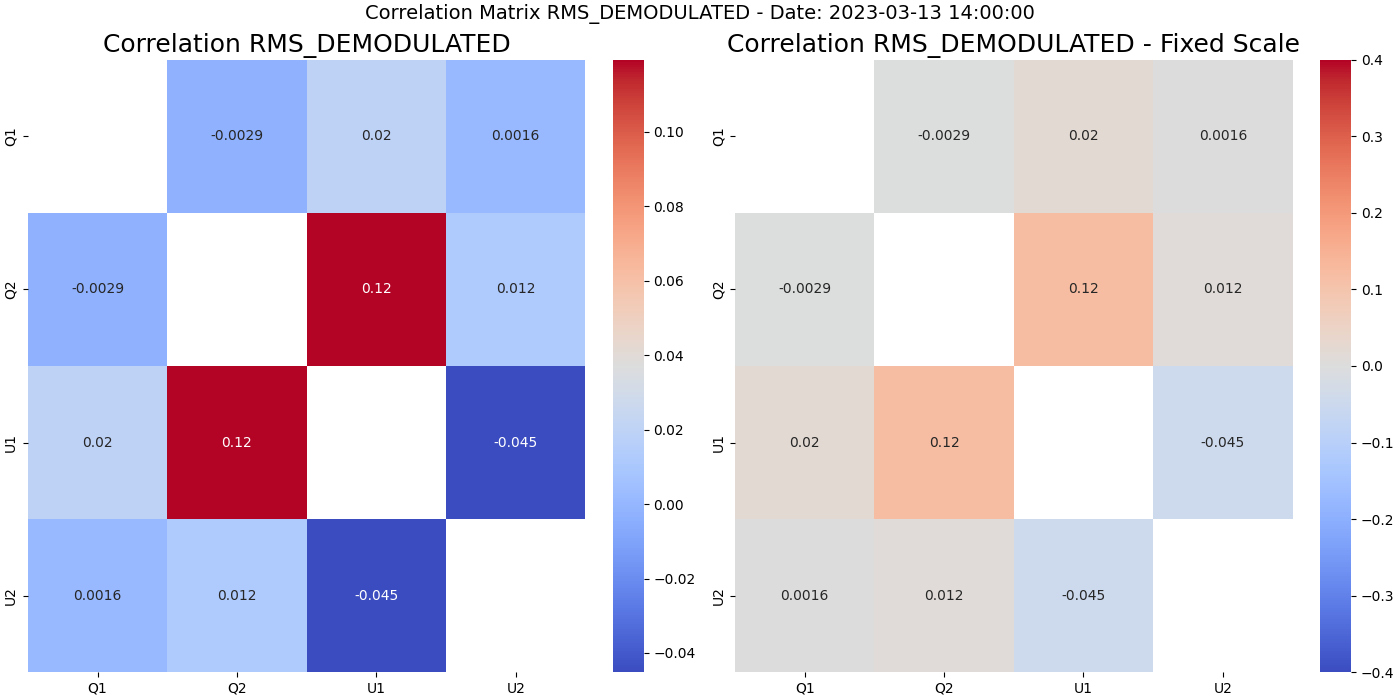 Correlation Matrix RMS_DEMODULATED - Date: 2023-03-13 14:00:00
Correlation RMS_DEMODULATED
Q1
-0.0029
0.02
0.0016
Q2
-0.0029
0.12
0.012
U1
0.02
0.12
-0.045
U2
0.0016
0.012
-0.045
Q1
Q2
U1
U2
0.10
0.08
0.06
0.04
0.02
0.00
−0.02
−0.04
Correlation RMS_DEMODULATED - Fixed Scale
Q1
-0.0029
0.02
0.0016
Q2
-0.0029
0.12
0.012
U1
0.02
0.12
-0.045
U2
0.0016
0.012
-0.045
Q1
Q2
U1
U2
0.4
0.3
0.2
0.1
0.0
−0.1
−0.2
−0.3
−0.4